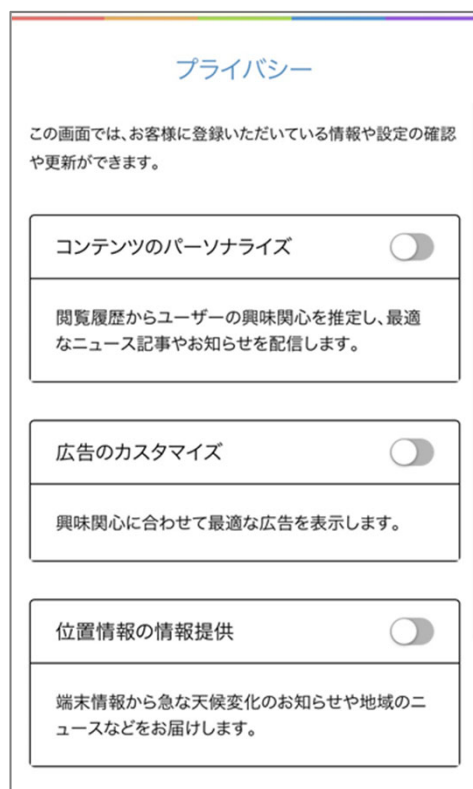 プライバシー
この画面では、お客様に登録いただいている情報や設定の確認
や更新ができます。
コンテンツのパーソナライズ
閲覧履歴からユーザーの興味関心を推定し、最適
なニュース記事やお知らせを配信します。
広告のカスタマイズ
興味関心に合わせて最適な広告を表示します。
位置情報の情報提供
端末情報から急な天候変化のお知らせや地域のニ
ュースなどをお届けします。